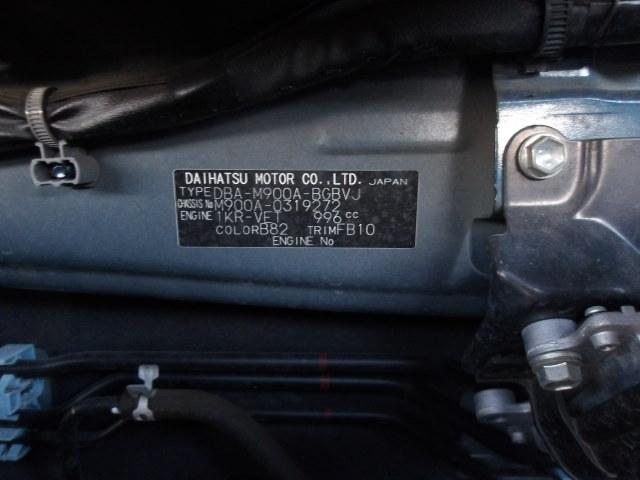 DAIHATSU MOTOR CO.,LTD. JAPAN
TYPE DBA-M900A-BGBVJ
CHASSIS No M900A-0319272
ENGINE 1KR-VET 996 cc
COLOR B82 TRIM FB10
ENGINE No